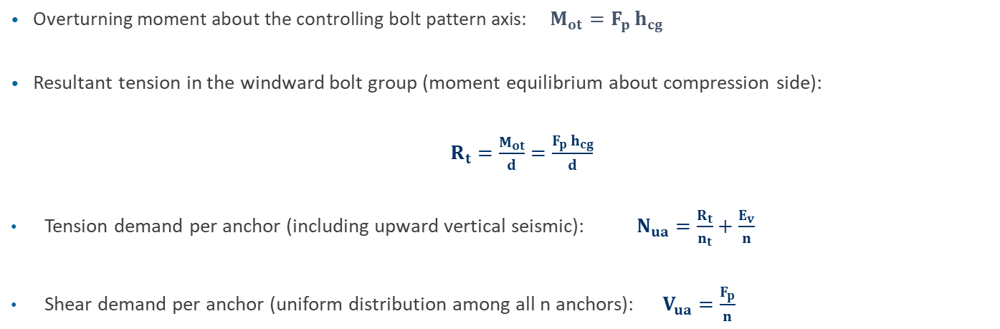 • Overturning moment about the controlling bolt pattern axis: M_ot = F_p h_cg
• Resultant tension in the windward bolt group (moment equilibrium about compression side):
R_t = M_ot/d = F_p h_cg/d
• Tension demand per anchor (including upward vertical seismic): N_ua = R_t/n_t + E_v/n
• Shear demand per anchor (uniform distribution among all n anchors): V_ua = F_p/n